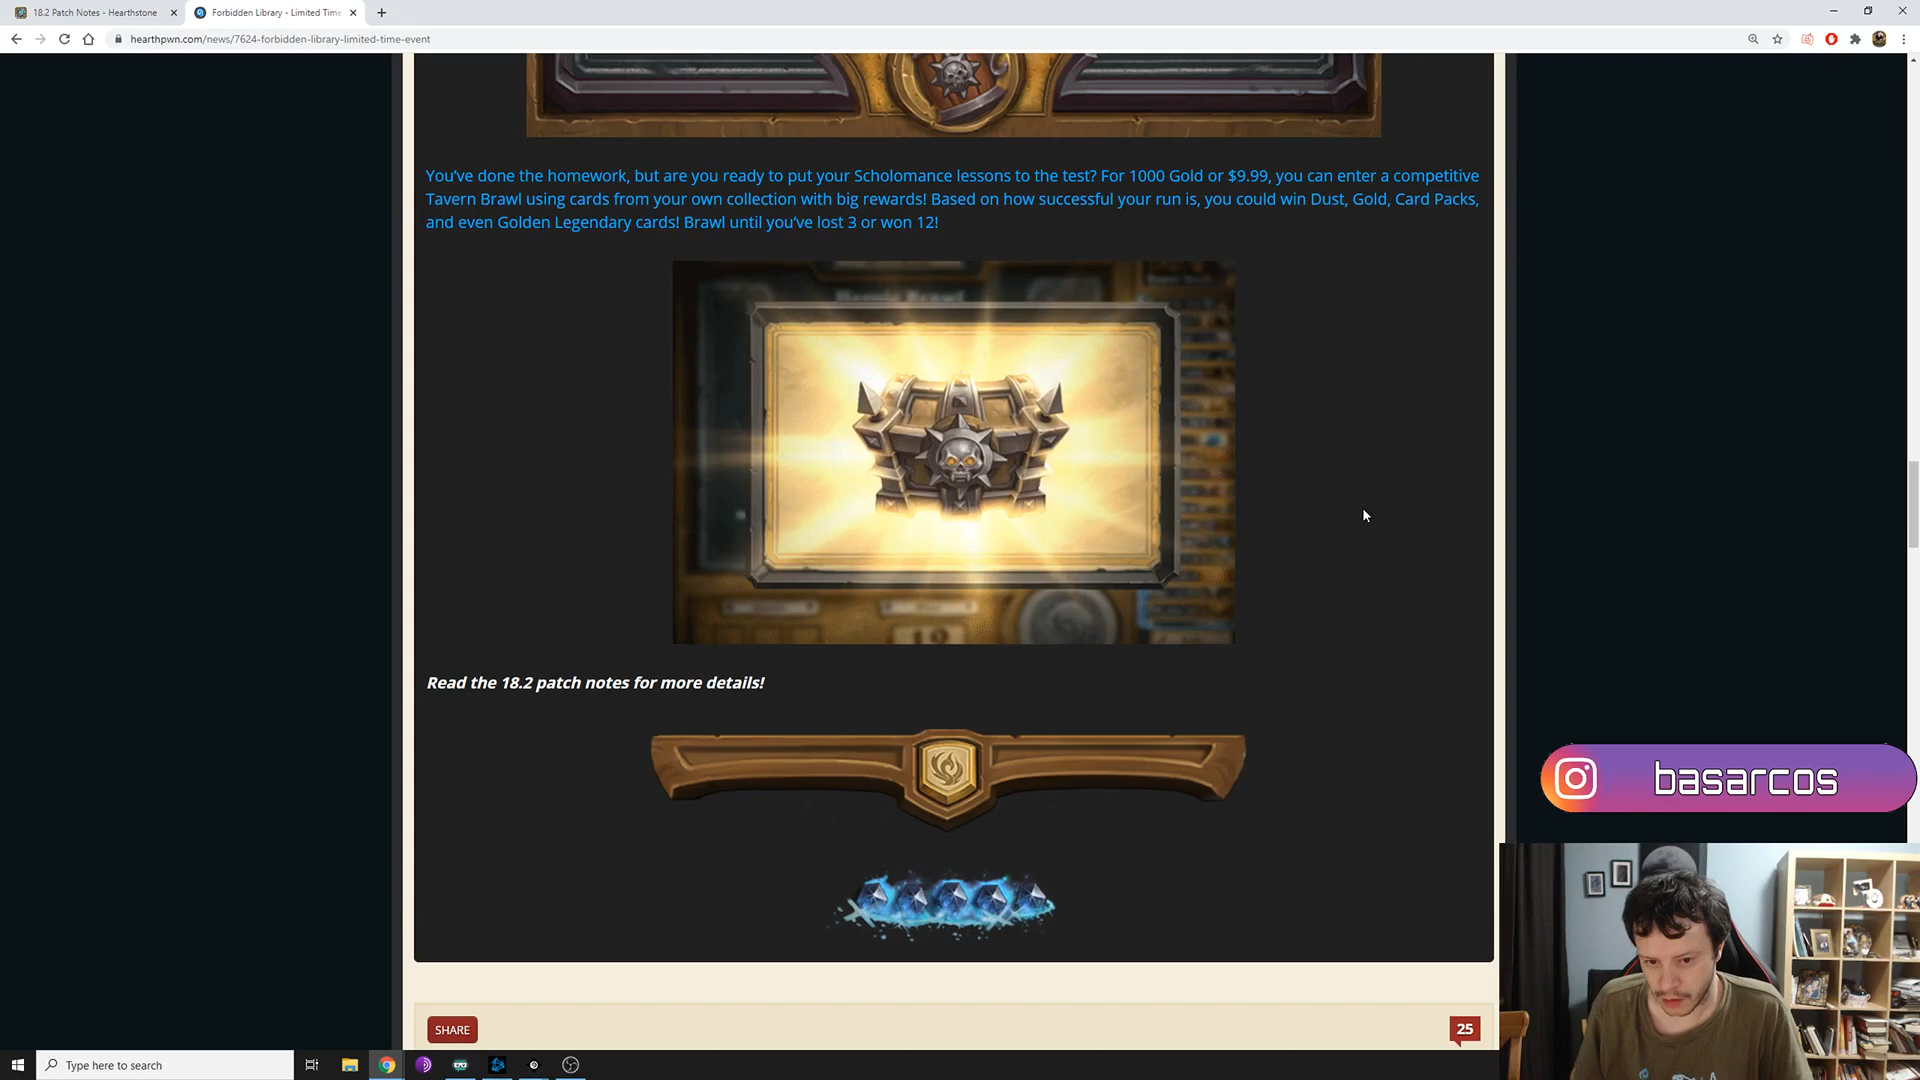 18.2 Patch Notes - Hearthstone
Forbidden Library - Limited Tim
hearthpwn.com/news/7624-forbidden-library-limited-time-event
You've done the homework, but are you ready to put your Scholomance lessons to the test? For 1000 Gold or $9.99, you can enter a competitive
Tavern Brawl using cards from your own collection with big rewards! Based on how successful your run is, you could win Dust, Gold, Card Packs,
and even Golden Legendary cards! Brawl until you've lost 3 or won 12!
Read the 18.2 patch notes for more details!
basarcos
SHARE
25
Type here to search